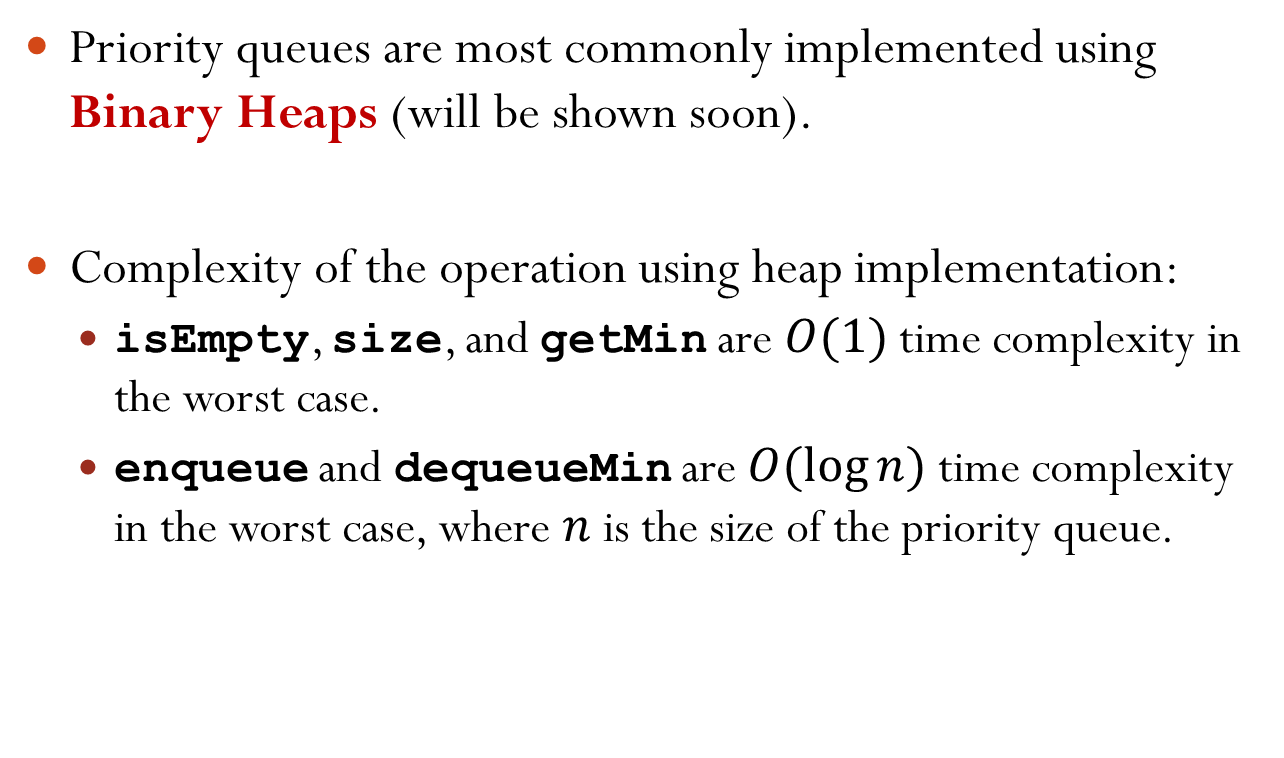 • Priority queues are most commonly implemented using
Binary Heaps (will be shown soon).
• Complexity of the operation using heap implementation:
• isEmpty, size, and getMin are O(1) time complexity in
the worst case.
• enqueue and dequeueMin are O(log n) time complexity
in the worst case, where n is the size of the priority queue.